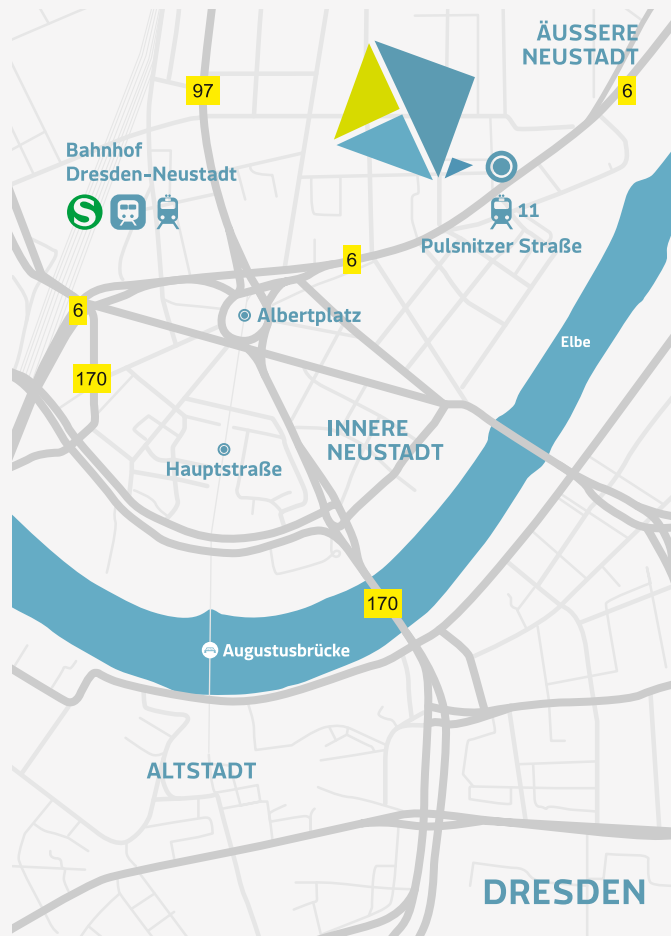 ÄUSSERE
NEUSTADT
97
6
Bahnhof
Dresden-Neustadt
S
11
Pulsnitzer Straße
6
6
Albertplatz
Elbe
170
INNERE
NEUSTADT
Hauptstraße
170
Augustusbrücke
ALTSTADT
DRESDEN